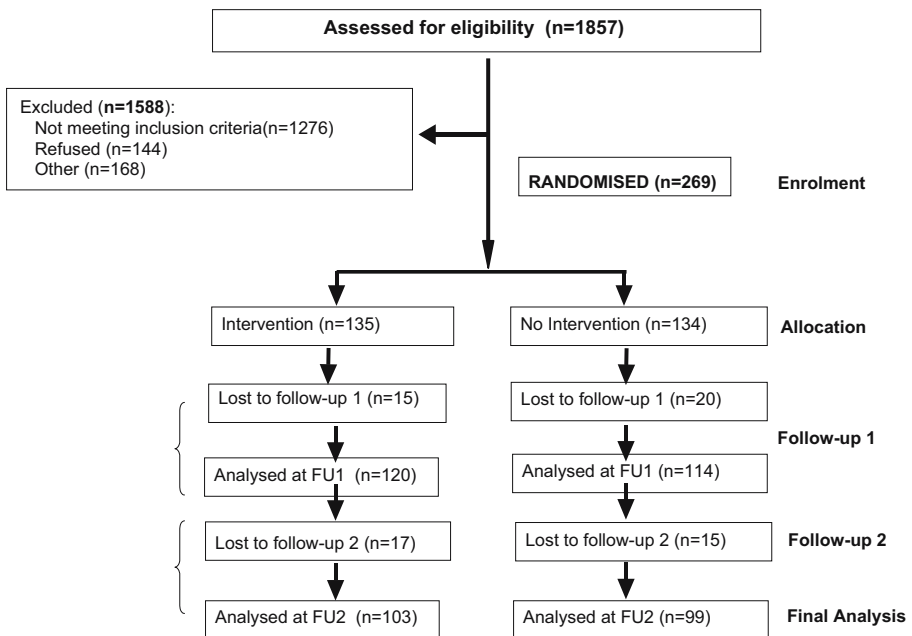 Assessed for eligibility (n=1857)
Excluded (n=1588):
Not meeting inclusion criteria(n=1276)
Refused (n=144)
Other (n=168)
RANDOMISED (n=269)
Enrolment
Intervention (n=135)
No Intervention (n=134)
Allocation
Lost to follow-up 1 (n=15)
Lost to follow-up 1 (n=20)
Follow-up 1
Analysed at FU1 (n=120)
Analysed at FU1 (n=114)
Lost to follow-up 2 (n=17)
Lost to follow-up 2 (n=15)
Follow-up 2
Analysed at FU2 (n=103)
Analysed at FU2 (n=99)
Final Analysis